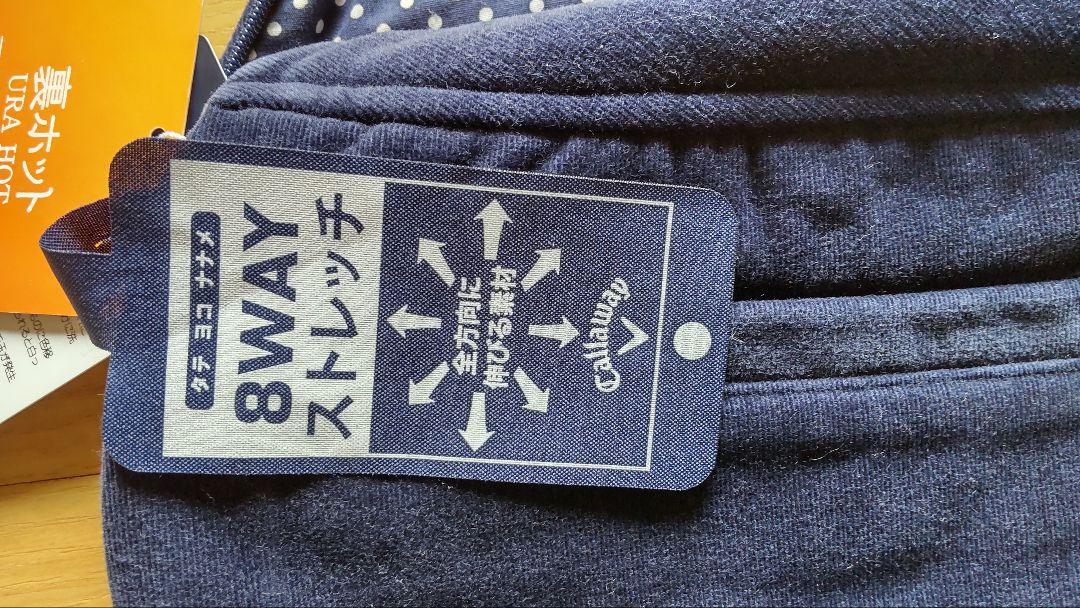 裏ホット
URA HOT
タテ ヨコ ナナメ
8WAY
ストレッチ
全方向に
伸びる素材
Callaway